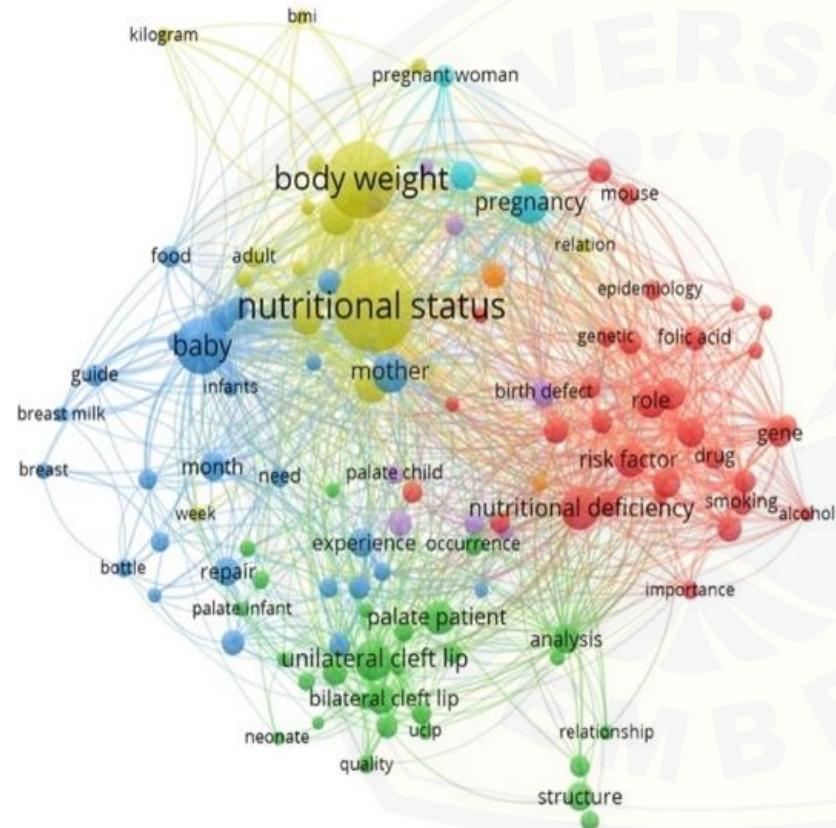 bmi
kilogram
pregnant woman
body weight
mouse
pregnancy
relation
food
adult
epidemiology
nutritional status
genetic
folic acid
baby
mother
guide
infants
birth defect
role
breast milk
gene
risk factor
drug
breast
month
need
palate child
smoking
nutritional deficiency
alcohol
week
experience
occurrence
bottle
repair
importance
palate infant
palate patient
analysis
unilateral cleft lip
bilateral cleft lip
uclp
relationship
neonate
quality
structure
VERS
MB